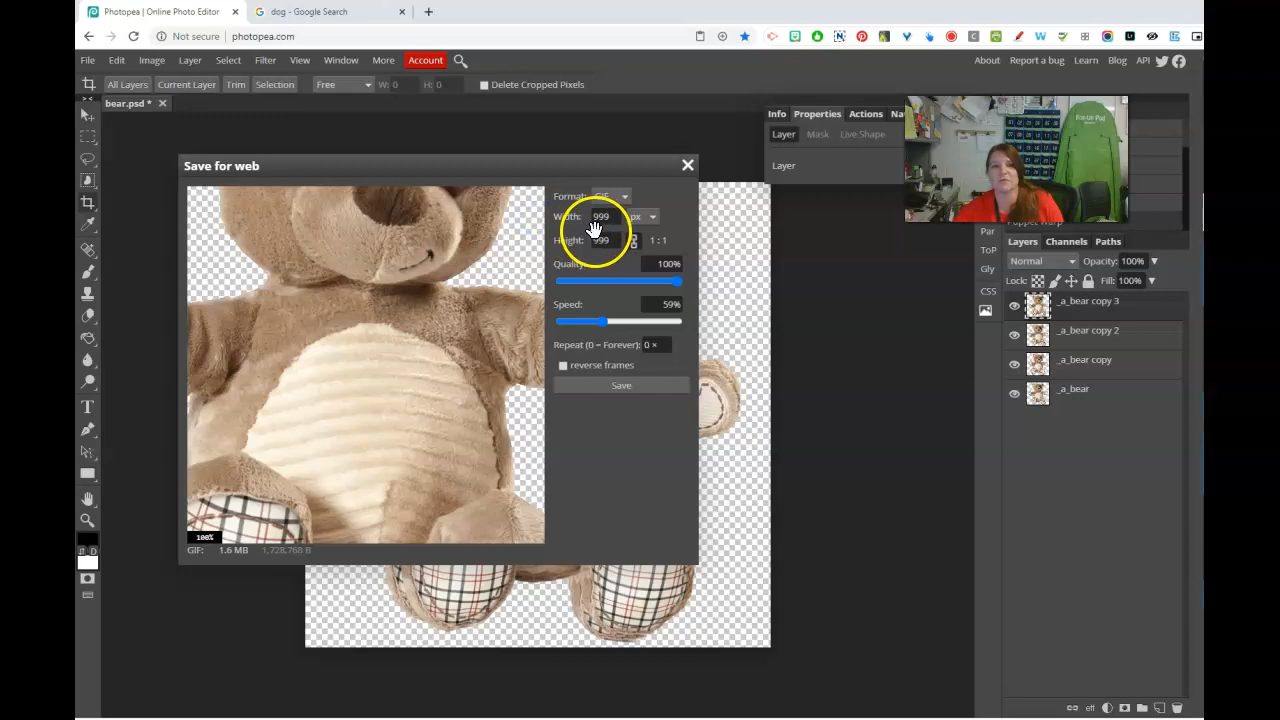 Photopea | Online Photo Editor
dog - Google Search
Not secure
photopea.com
File Edit Image Layer Select Filter View Window More Account
About Report a bug Learn Blog API
All Layers Current Layer Trim Selection Free W: 0 H: 0 Delete Cropped Pixels
bear.psd *
Info Properties Actions Na
Layer Mask Live Shape
Layer
Save for web
Format: GIF
Width: 999 px
Height: 999 1 : 1
Quality: 100%
Speed: 59%
Repeat (0 = Forever): 0 ×
reverse frames
Save
100%
GIF: 1.6 MB 1,728,768 B
Par
ToP
Gly
CSS
Layers Channels Paths
Normal Opacity: 100%
Lock: Fill: 100%
_a_bear copy 3
_a_bear copy 2
_a_bear copy
_a_bear
eff
D